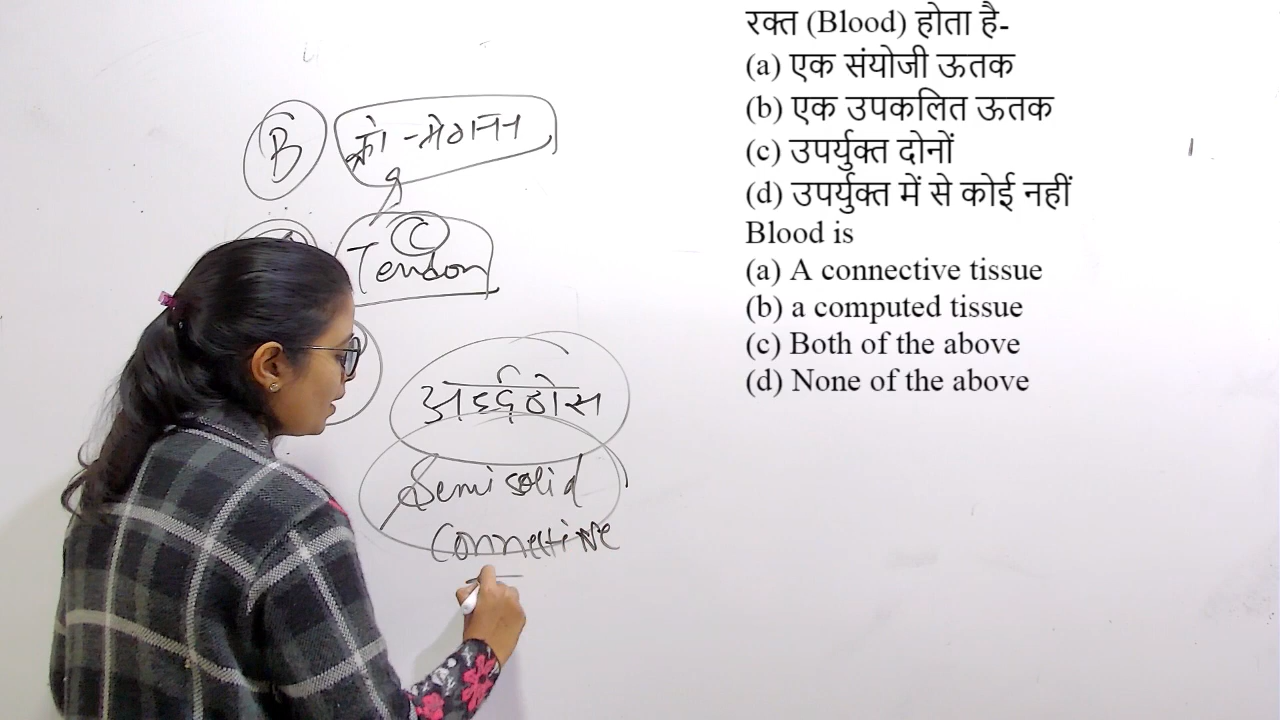 B
क्रो-मेगनन
C
Tendon
अर्द्धठोस
Semi solid
Connective
रक्त (Blood) होता है-
(a) एक संयोजी ऊतक
(b) एक उपकलित ऊतक
(c) उपर्युक्त दोनों
(d) उपर्युक्त में से कोई नहीं
Blood is
(a) A connective tissue
(b) a computed tissue
(c) Both of the above
(d) None of the above